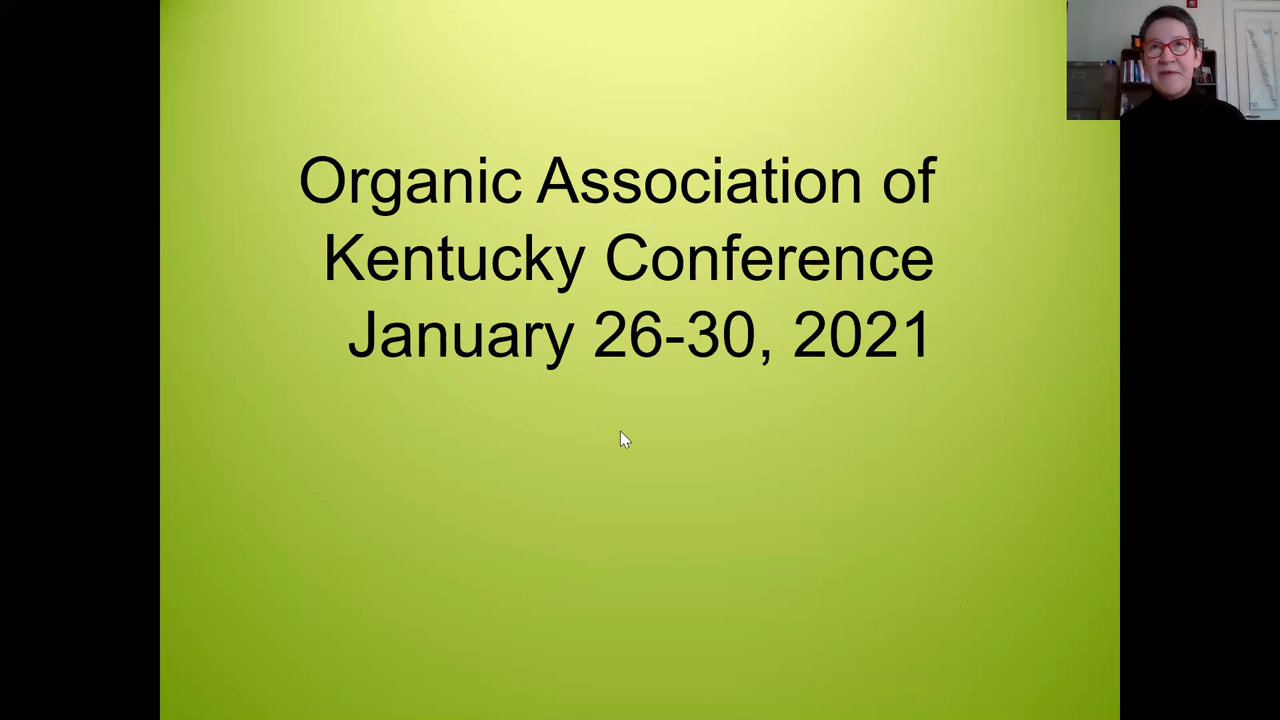 Organic Association of
Kentucky Conference
January 26-30, 2021